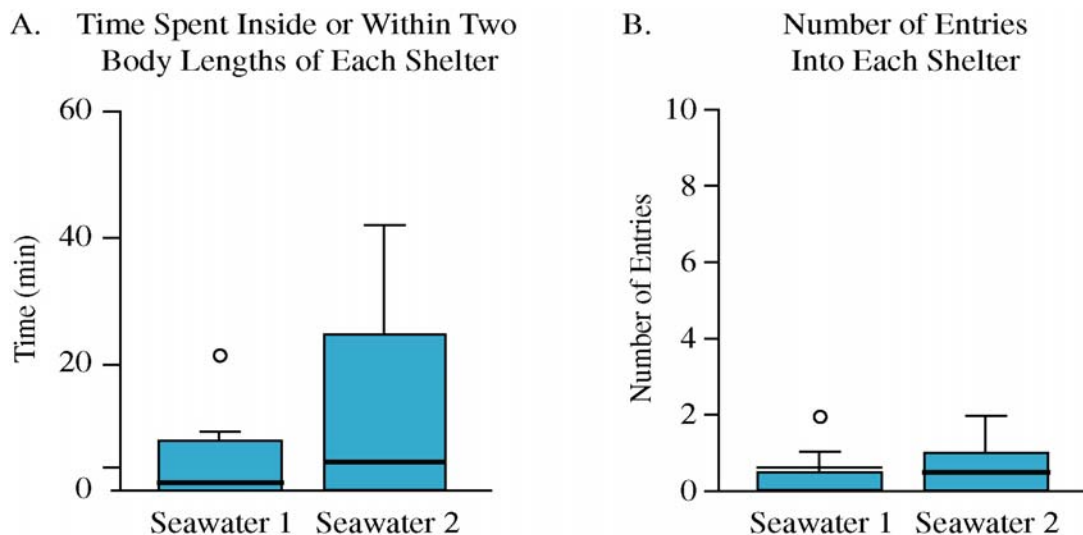 A. Time Spent Inside or Within Two
Body Lengths of Each Shelter
60
40
20
0
Time (min)
Seawater 1 Seawater 2
B. Number of Entries
Into Each Shelter
10
8
6
4
2
0
Number of Entries
Seawater 1 Seawater 2